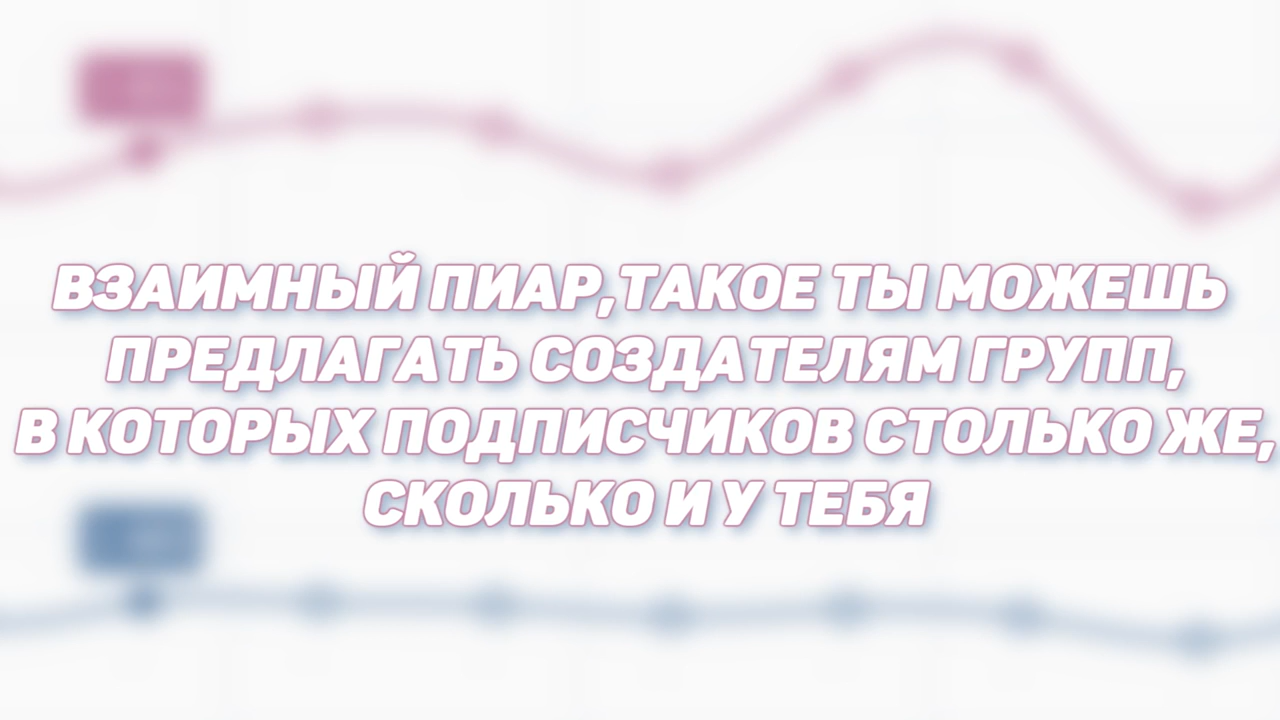 ВЗАИМНЫЙ ПИАР,ТАКОЕ ТЫ МОЖЕШЬ
ПРЕДЛАГАТЬ СОЗДАТЕЛЯМ ГРУПП,
В КОТОРЫХ ПОДПИСЧИКОВ СТОЛЬКО ЖЕ,
СКОЛЬКО И У ТЕБЯ